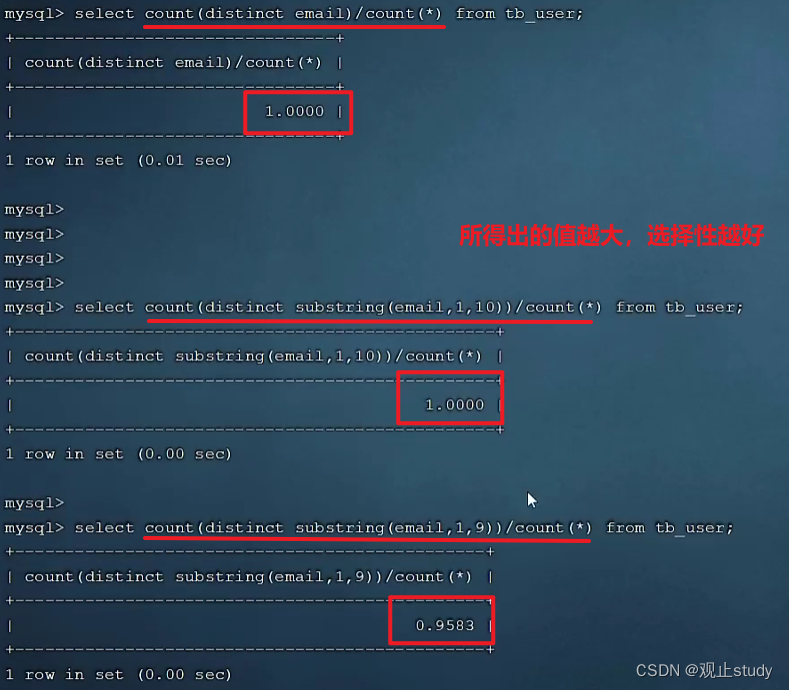 mysql> select count(distinct email)/count(*) from tb_user;
+--------------------------------+
| count(distinct email)/count(*) |
+--------------------------------+
| 1.0000 |
+--------------------------------+
1 row in set (0.01 sec)
mysql>
mysql>
所得出的值越大，选择性越好
mysql>
mysql>
mysql> select count(distinct substring(email,1,10))/count(*) from tb_user;
+------------------------------------------------+
| count(distinct substring(email,1,10))/count(*) |
+------------------------------------------------+
| 1.0000 |
+------------------------------------------------+
1 row in set (0.00 sec)
mysql>
mysql> select count(distinct substring(email,1,9))/count(*) from tb_user;
+-----------------------------------------------+
| count(distinct substring(email,1,9))/count(*) |
+-----------------------------------------------+
| 0.9583 |
+-----------------------------------------------+
1 row in set (0.00 sec)
CSDN @观止study